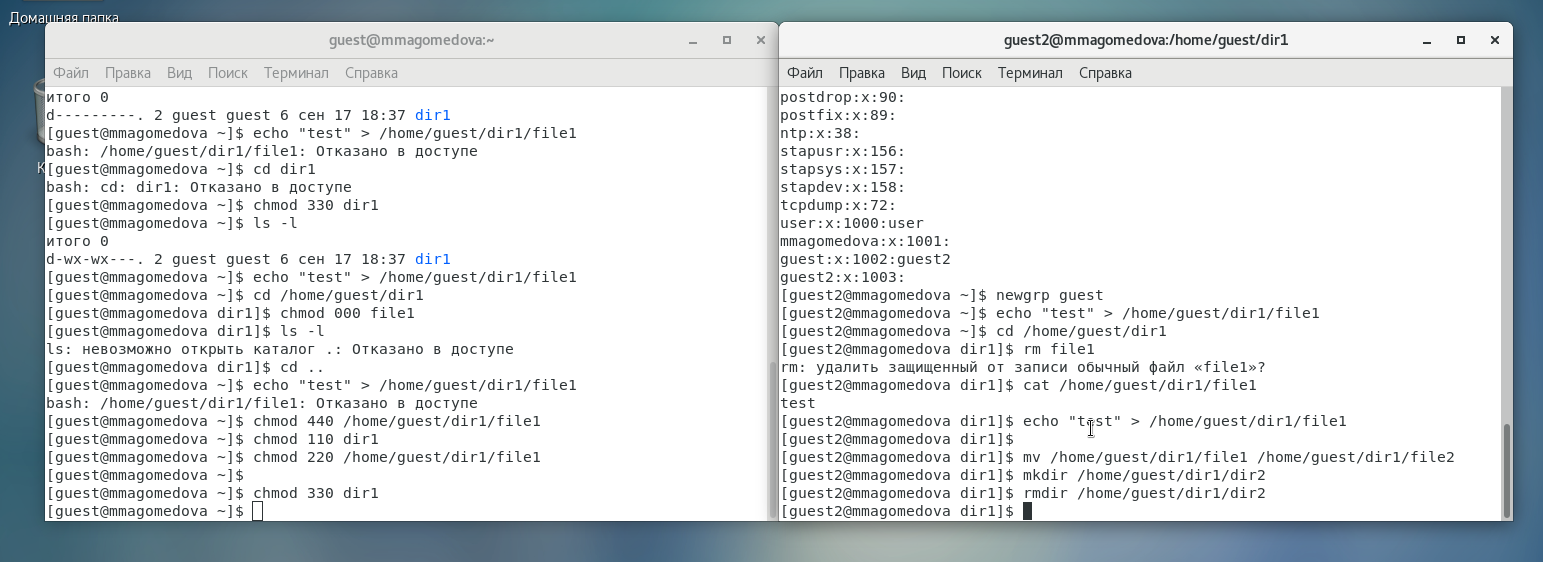 Домашняя папка
guest@mmagomedova:~
Файл Правка Вид Поиск Терминал Справка
итого 0
d---------. 2 guest guest 6 сен 17 18:37 dir1
[guest@mmagomedova ~]$ echo "test" > /home/guest/dir1/file1
bash: /home/guest/dir1/file1: Отказано в доступе
[guest@mmagomedova ~]$ cd dir1
bash: cd: dir1: Отказано в доступе
[guest@mmagomedova ~]$ chmod 330 dir1
[guest@mmagomedova ~]$ ls -l
итого 0
d-wx-wx---. 2 guest guest 6 сен 17 18:37 dir1
[guest@mmagomedova ~]$ echo "test" > /home/guest/dir1/file1
[guest@mmagomedova ~]$ cd /home/guest/dir1
[guest@mmagomedova dir1]$ chmod 000 file1
[guest@mmagomedova dir1]$ ls -l
ls: невозможно открыть каталог .: Отказано в доступе
[guest@mmagomedova dir1]$ cd ..
[guest@mmagomedova ~]$ echo "test" > /home/guest/dir1/file1
bash: /home/guest/dir1/file1: Отказано в доступе
[guest@mmagomedova ~]$ chmod 440 /home/guest/dir1/file1
[guest@mmagomedova ~]$ chmod 110 dir1
[guest@mmagomedova ~]$ chmod 220 /home/guest/dir1/file1
[guest@mmagomedova ~]$
[guest@mmagomedova ~]$ chmod 330 dir1
[guest@mmagomedova ~]$
guest2@mmagomedova:/home/guest/dir1
Файл Правка Вид Поиск Терминал Справка
postdrop:x:90:
postfix:x:89:
ntp:x:38:
stapusr:x:156:
stapsys:x:157:
stapdev:x:158:
tcpdump:x:72:
user:x:1000:user
mmagomedova:x:1001:
guest:x:1002:guest2
guest2:x:1003:
[guest2@mmagomedova ~]$ newgrp guest
[guest2@mmagomedova ~]$ echo "test" > /home/guest/dir1/file1
[guest2@mmagomedova ~]$ cd /home/guest/dir1
[guest2@mmagomedova dir1]$ rm file1
rm: удалить защищенный от записи обычный файл «file1»?
[guest2@mmagomedova dir1]$ cat /home/guest/dir1/file1
test
[guest2@mmagomedova dir1]$ echo "test" > /home/guest/dir1/file1
[guest2@mmagomedova dir1]$
[guest2@mmagomedova dir1]$ mv /home/guest/dir1/file1 /home/guest/dir1/file2
[guest2@mmagomedova dir1]$ mkdir /home/guest/dir1/dir2
[guest2@mmagomedova dir1]$ rmdir /home/guest/dir1/dir2
[guest2@mmagomedova dir1]$